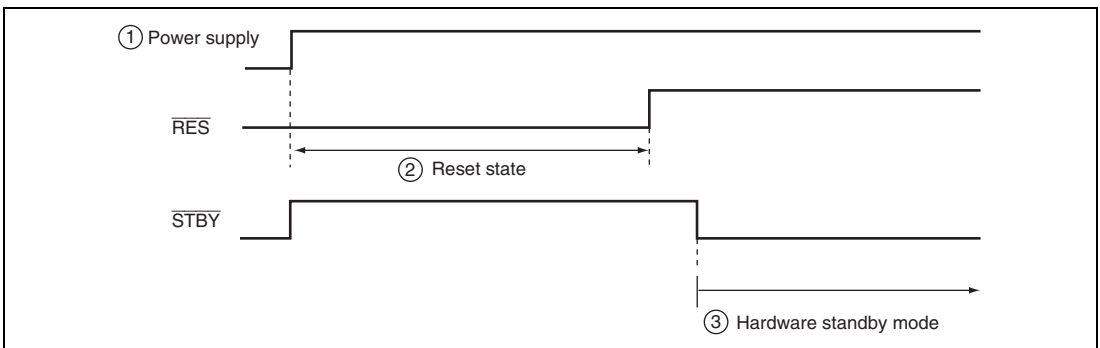 ① Power supply
RES
② Reset state
STBY
③ Hardware standby mode